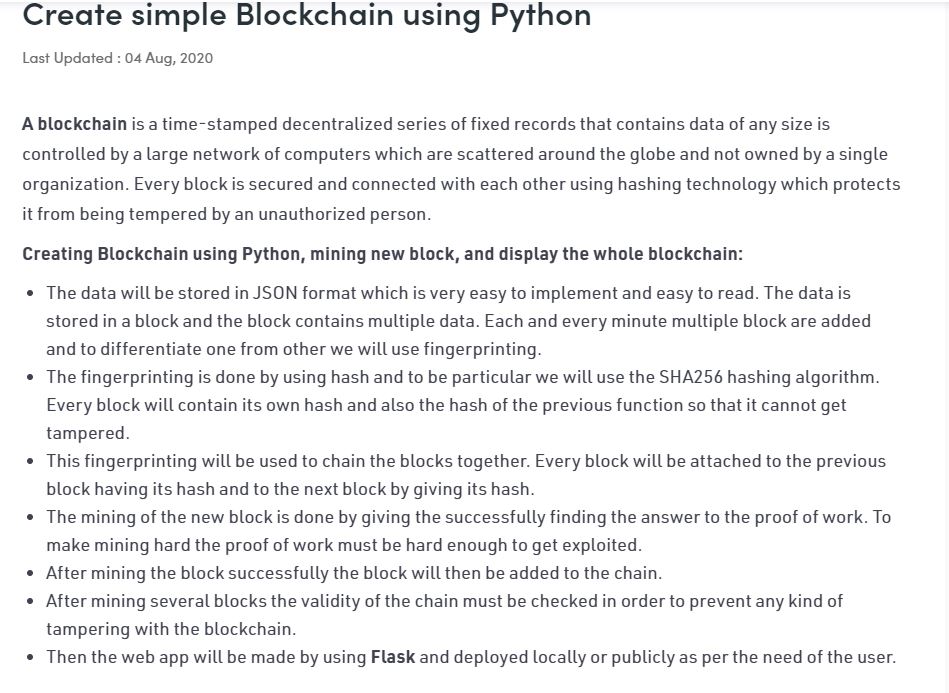 Create simple Blockchain using Python
Last Updated : 04 Aug, 2020
A blockchain is a time-stamped decentralized series of fixed records that contains data of any size is
controlled by a large network of computers which are scattered around the globe and not owned by a single
organization. Every block is secured and connected with each other using hashing technology which protects
it from being tempered by an unauthorized person.
Creating Blockchain using Python, mining new block, and display the whole blockchain:
• The data will be stored in JSON format which is very easy to implement and easy to read. The data is
stored in a block and the block contains multiple data. Each and every minute multiple block are added
and to differentiate one from other we will use fingerprinting.
• The fingerprinting is done by using hash and to be particular we will use the SHA256 hashing algorithm.
Every block will contain its own hash and also the hash of the previous function so that it cannot get
tampered.
• This fingerprinting will be used to chain the blocks together. Every block will be attached to the previous
block having its hash and to the next block by giving its hash.
• The mining of the new block is done by giving the successfully finding the answer to the proof of work. To
make mining hard the proof of work must be hard enough to get exploited.
• After mining the block successfully the block will then be added to the chain.
• After mining several blocks the validity of the chain must be checked in order to prevent any kind of
tampering with the blockchain.
• Then the web app will be made by using Flask and deployed locally or publicly as per the need of the user.